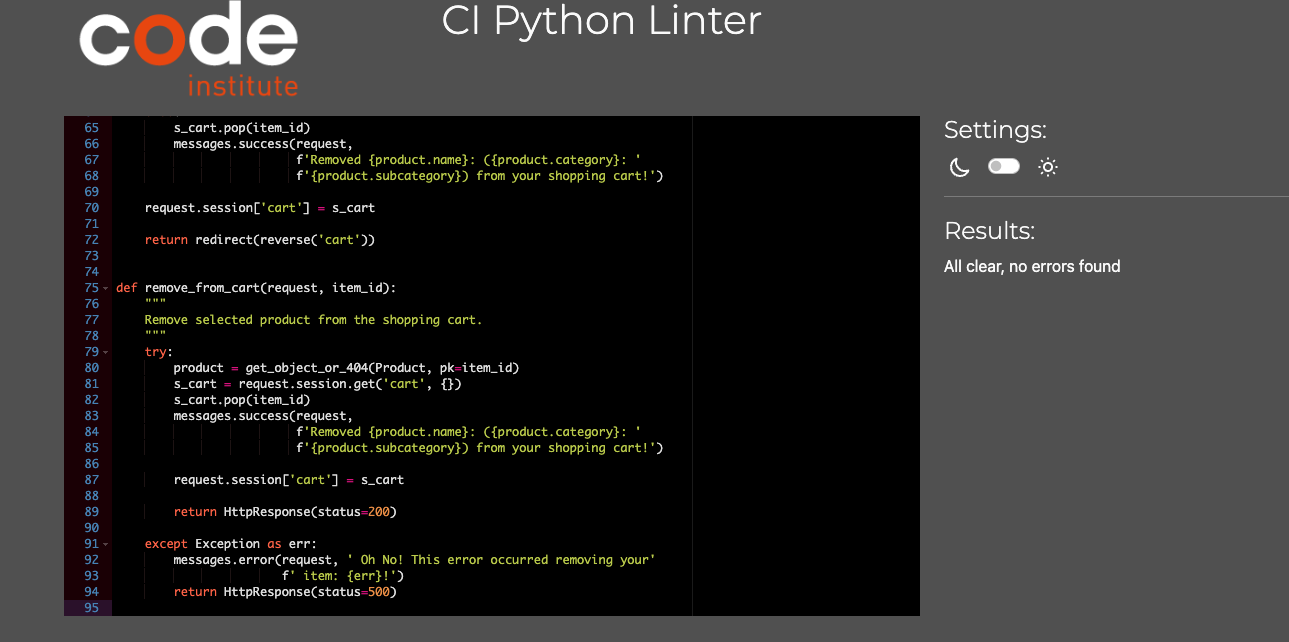 code
institute
CI Python Linter
65 s_cart.pop(item_id)
66 messages.success(request,
67 f'Removed {product.name}: ({product.category}: '
68 f'{product.subcategory}) from your shopping cart!')
69
70 request.session['cart'] = s_cart
71
72 return redirect(reverse('cart'))
73
74
75 def remove_from_cart(request, item_id):
76 """
77 Remove selected product from the shopping cart.
78 """
79 try:
80 product = get_object_or_404(Product, pk=item_id)
81 s_cart = request.session.get('cart', {})
82 s_cart.pop(item_id)
83 messages.success(request,
84 f'Removed {product.name}: ({product.category}: '
85 f'{product.subcategory}) from your shopping cart!')
86
87 request.session['cart'] = s_cart
88
89 return HttpResponse(status=200)
90
91 except Exception as err:
92 messages.error(request, ' Oh No! This error occurred removing your'
93 f' item: {err}!')
94 return HttpResponse(status=500)
95
Settings:
Results:
All clear, no errors found